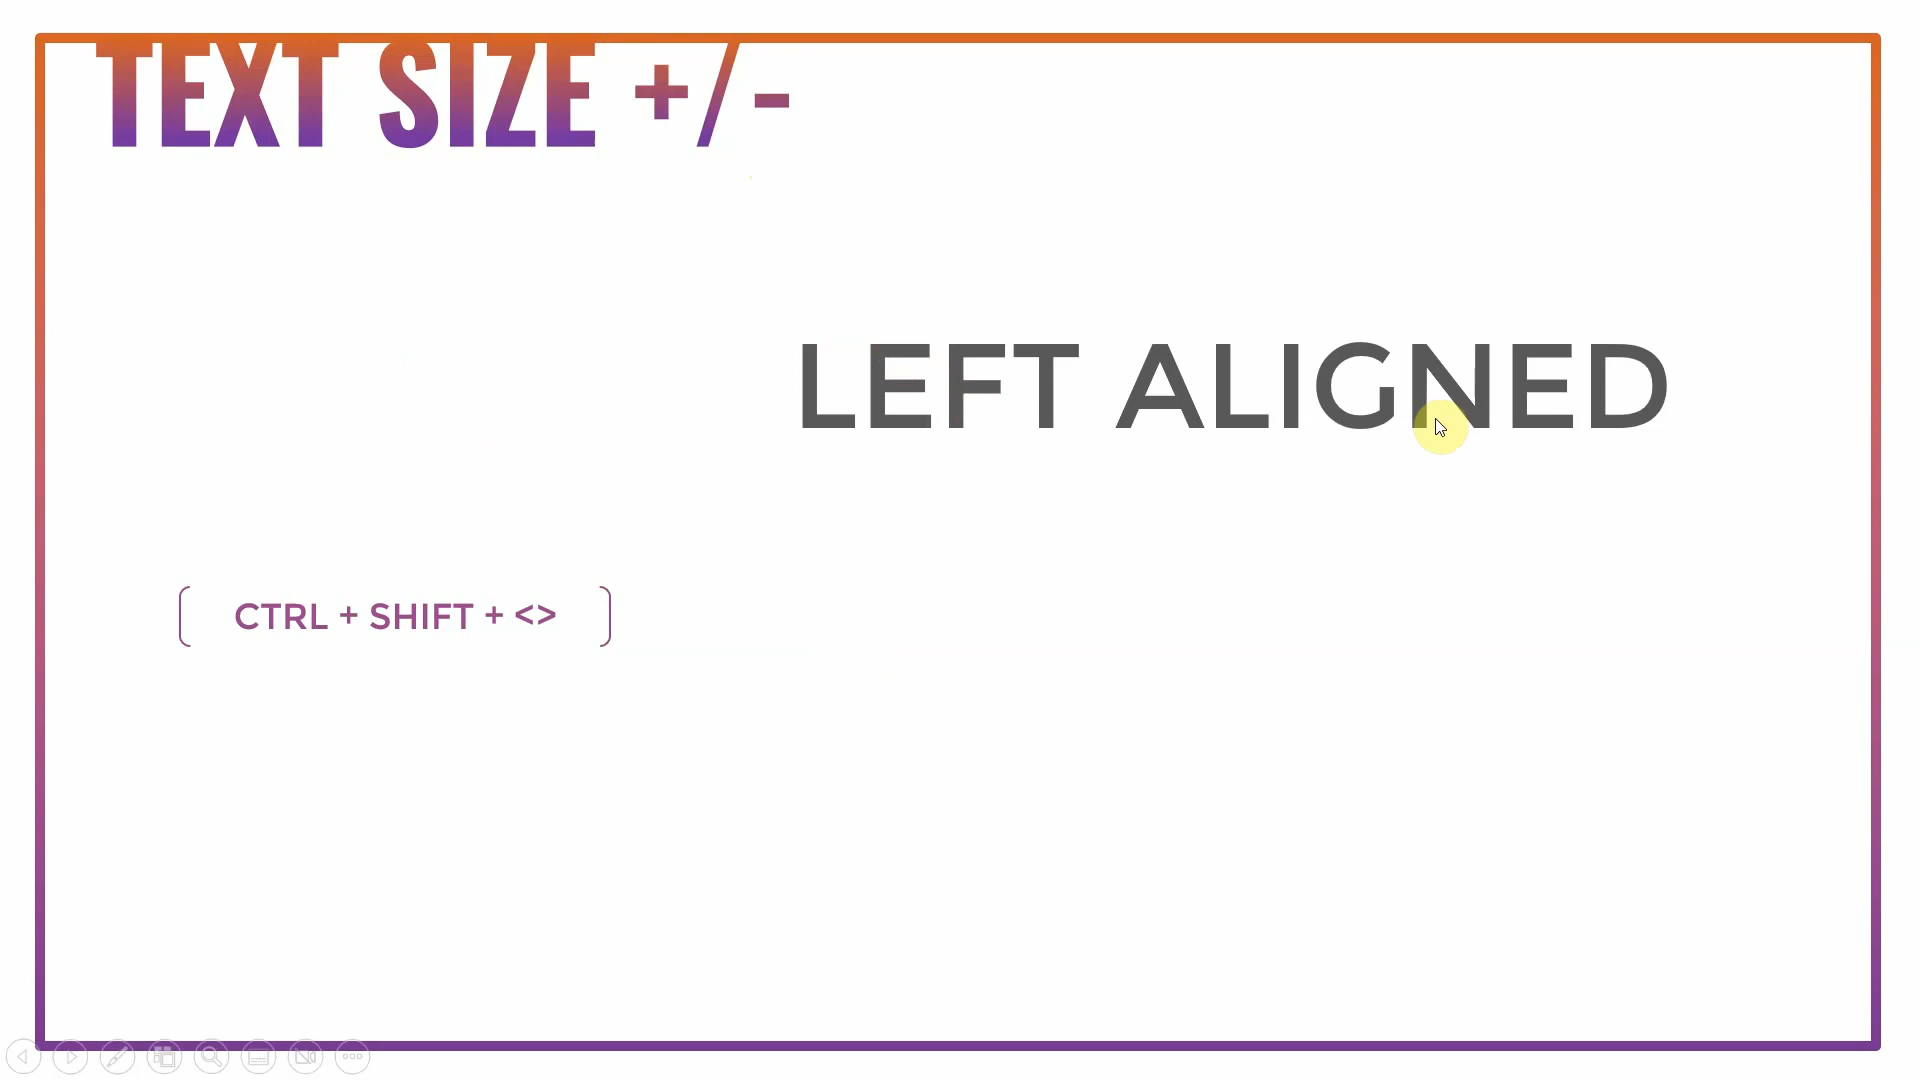 TEXT SIZE +/-
LEFT ALIGNED
CTRL + SHIFT + <>